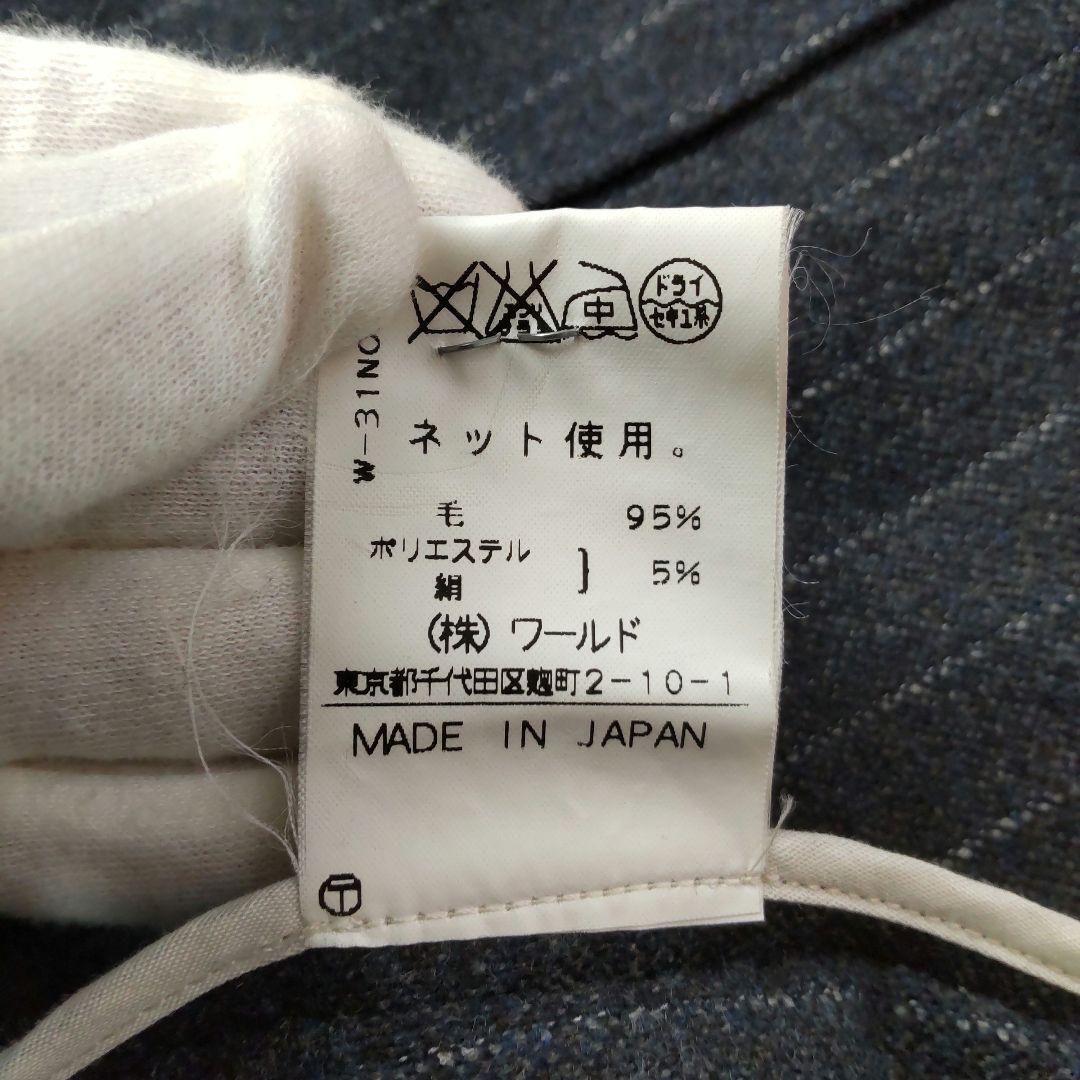 中
ドライ
セキユ系
W-31NO
ネット使用。
毛 95%
ポリエステル
絹 } 5%
(株)ワールド
東京都千代田区麹町2-10-1
MADE IN JAPAN